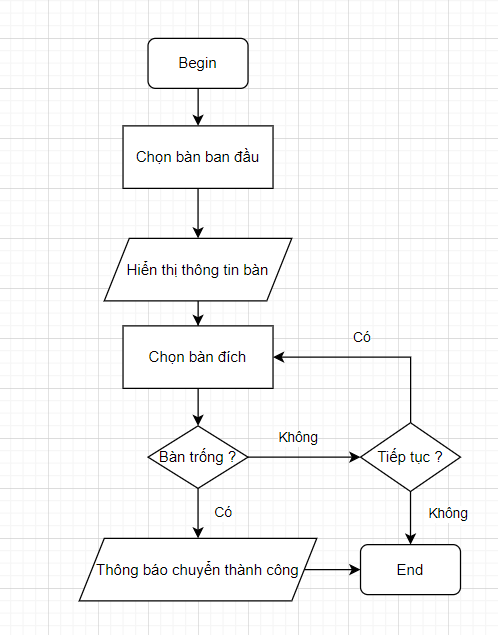 Begin
Chọn bàn ban đầu
Hiển thị thông tin bàn
Có
Chọn bàn đích
Không
Bàn trống ?
Tiếp tục ?
Có
Không
Thông báo chuyển thành công
End